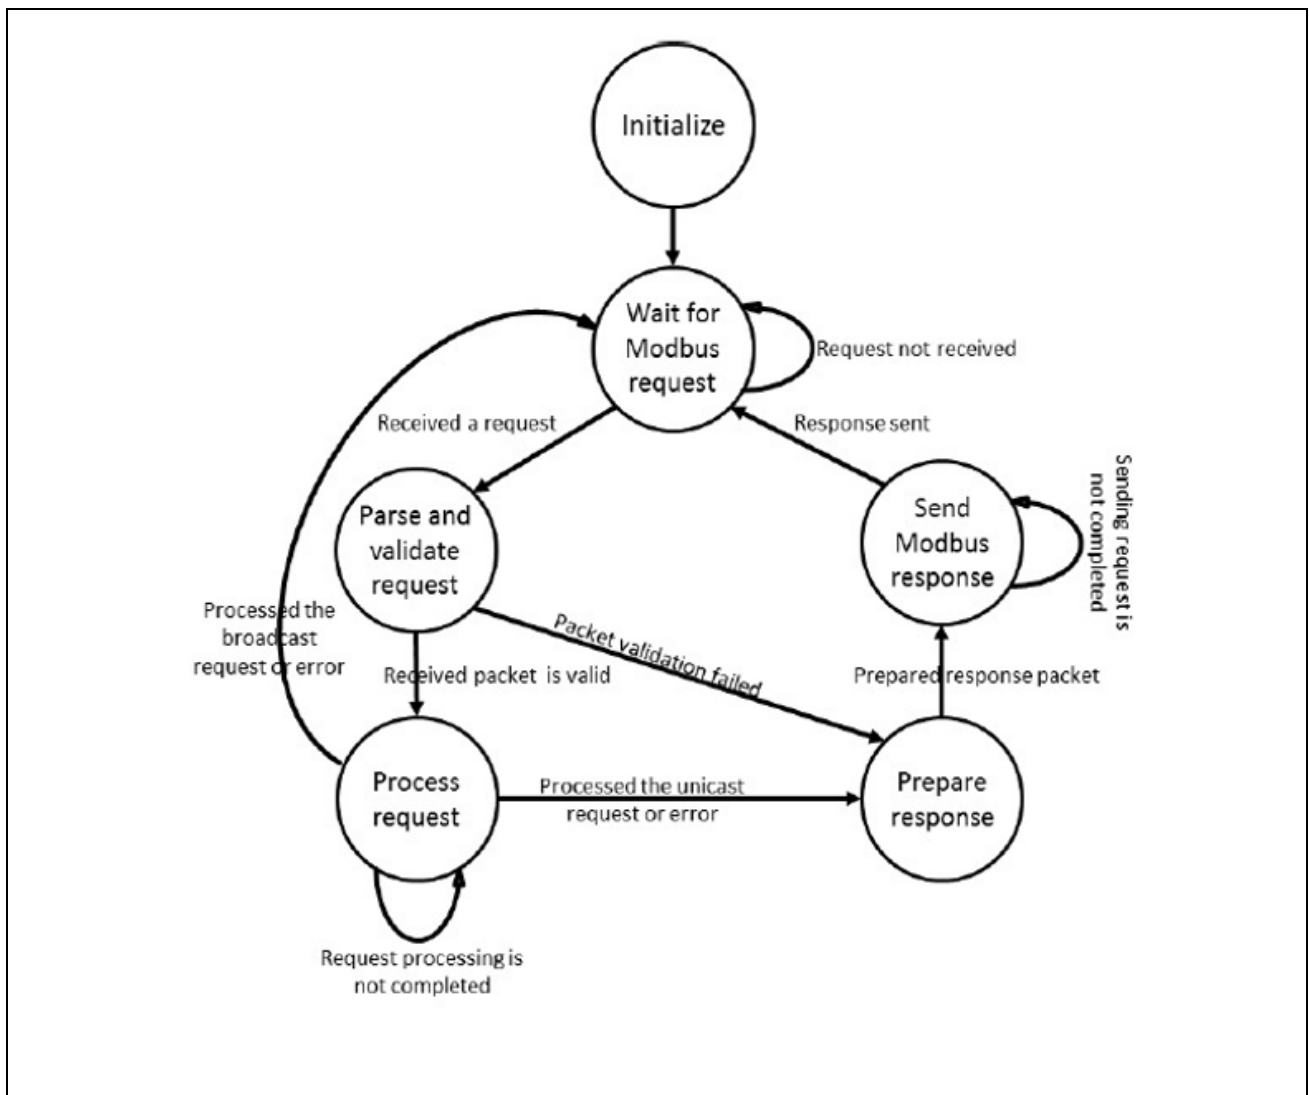 Initialize
Wait for
Modbus
request
Request not received
Received a request
Response sent
Parse and
validate
request
Send
Modbus
response
Sending request is
not completed
Processed the
broadcast
request or error
Packet validation failed
Received packet is valid
Prepared response packet
Process
request
Processed the unicast
request or error
Prepare
response
Request processing is
not completed